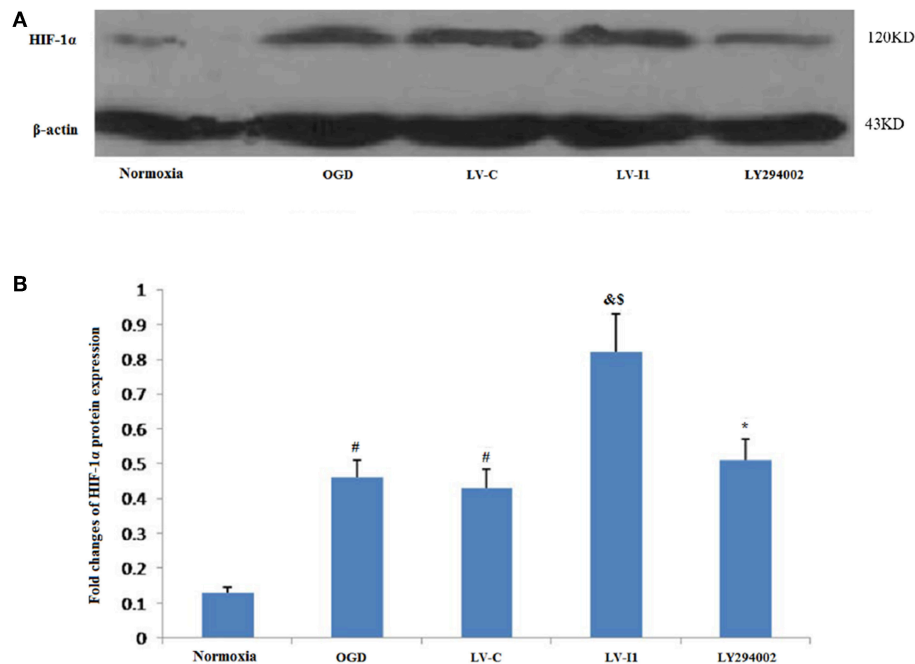 A
HIF-1α
120KD
β-actin
43KD
Normoxia OGD LV-C LV-I1 LY294002
B
Fold changes of HIF-1α protein expression
1
0.9
0.8
0.7
0.6
0.5
0.4
0.3
0.2
0.1
0
# # &$ *
Normoxia OGD LV-C LV-I1 LY294002